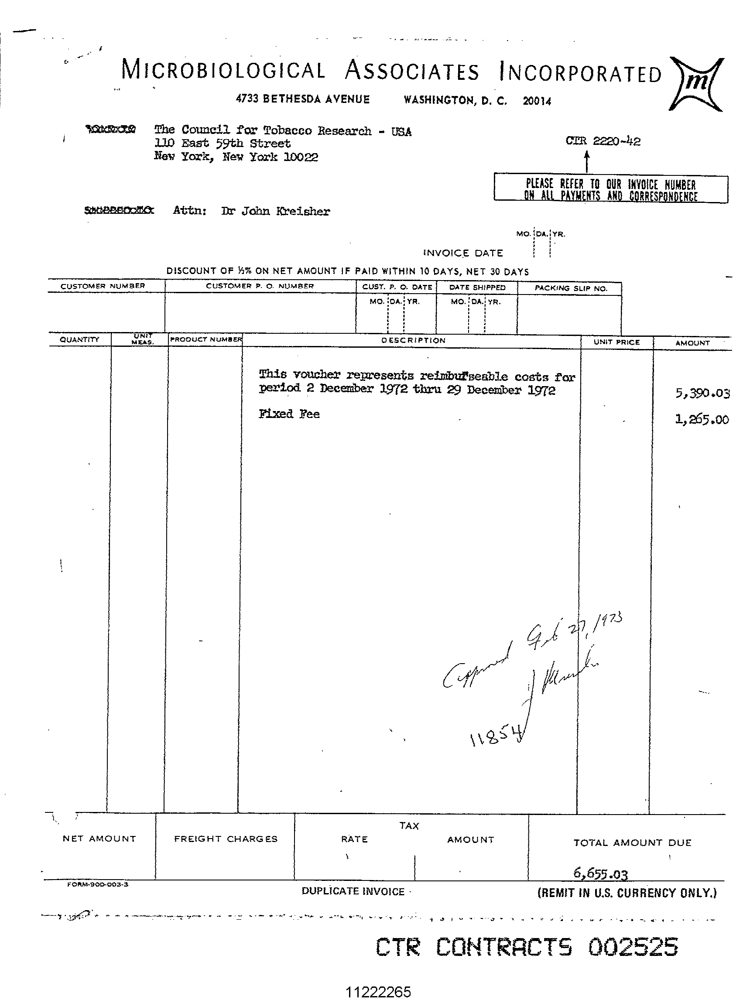 MICROBIOLOGICAL ASSOCIATES INCORPORATED
m
4733 BETHESDA AVENUE WASHINGTON, D. C. 20014
The Council for Tobacco Research - USA
110 East 59th Street
New York, New York 10022
CTR 2220-42
PLEASE REFER TO OUR INVOICE NUMBER
ON ALL PAYMENTS AND CORRESPONDENCE
Attn: Dr John Kreisher
MO. DA. YR.
INVOICE DATE
DISCOUNT OF ½% ON NET AMOUNT IF PAID WITHIN 10 DAYS, NET 30 DAYS
CUSTOMER NUMBER CUSTOMER P. O. NUMBER CUST. P. O. DATE DATE SHIPPED PACKING SLIP NO.
MO. DA. YR. MO. DA. YR.
QUANTITY UNIT MEAS. PRODUCT NUMBER DESCRIPTION UNIT PRICE AMOUNT
This voucher represents reimburseable costs for
period 2 December 1972 thru 29 December 1972 5,390.03
Fixed Fee 1,265.00
Approved Feb 27, 1973
11854
TAX
NET AMOUNT FREIGHT CHARGES RATE AMOUNT TOTAL AMOUNT DUE
6,655.03
FORM-900-003-3
DUPLICATE INVOICE (REMIT IN U.S. CURRENCY ONLY.)
CTR CONTRACTS 002525
11222265